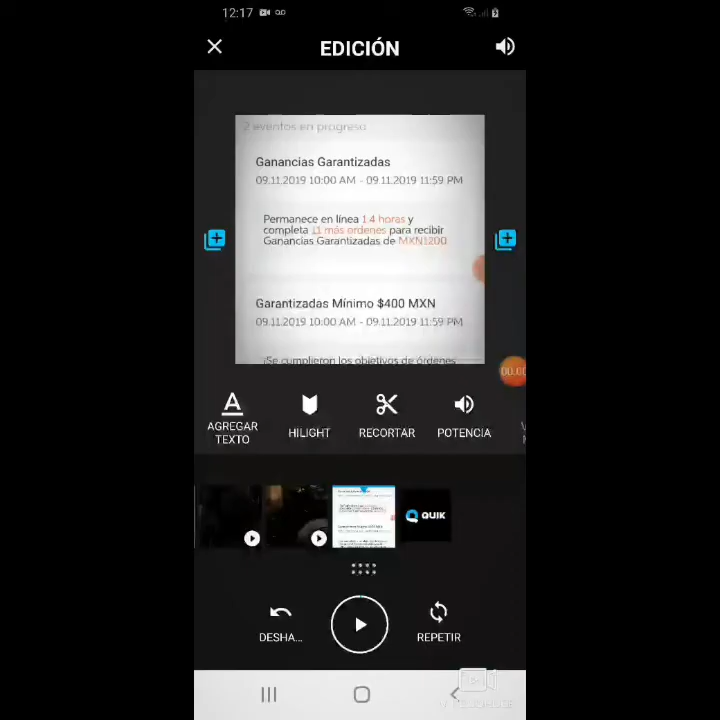 12:17
EDICIÓN
2 eventos en progreso
Ganancias Garantizadas
09.11.2019 10:00 AM - 09.11.2019 11:59 PM
Permanece en línea 14 horas y
completa 11 más ordenes para recibir
Ganancias Garantizadas de MXN1200
Garantizadas Mínimo $400 MXN
09.11.2019 10:00 AM - 09.11.2019 11:59 PM
¡Se cumplieron los objetivos de órdenes
AGREGAR
TEXTO
HILIGHT
RECORTAR
POTENCIA
QUIK
DESHA...
REPETIR